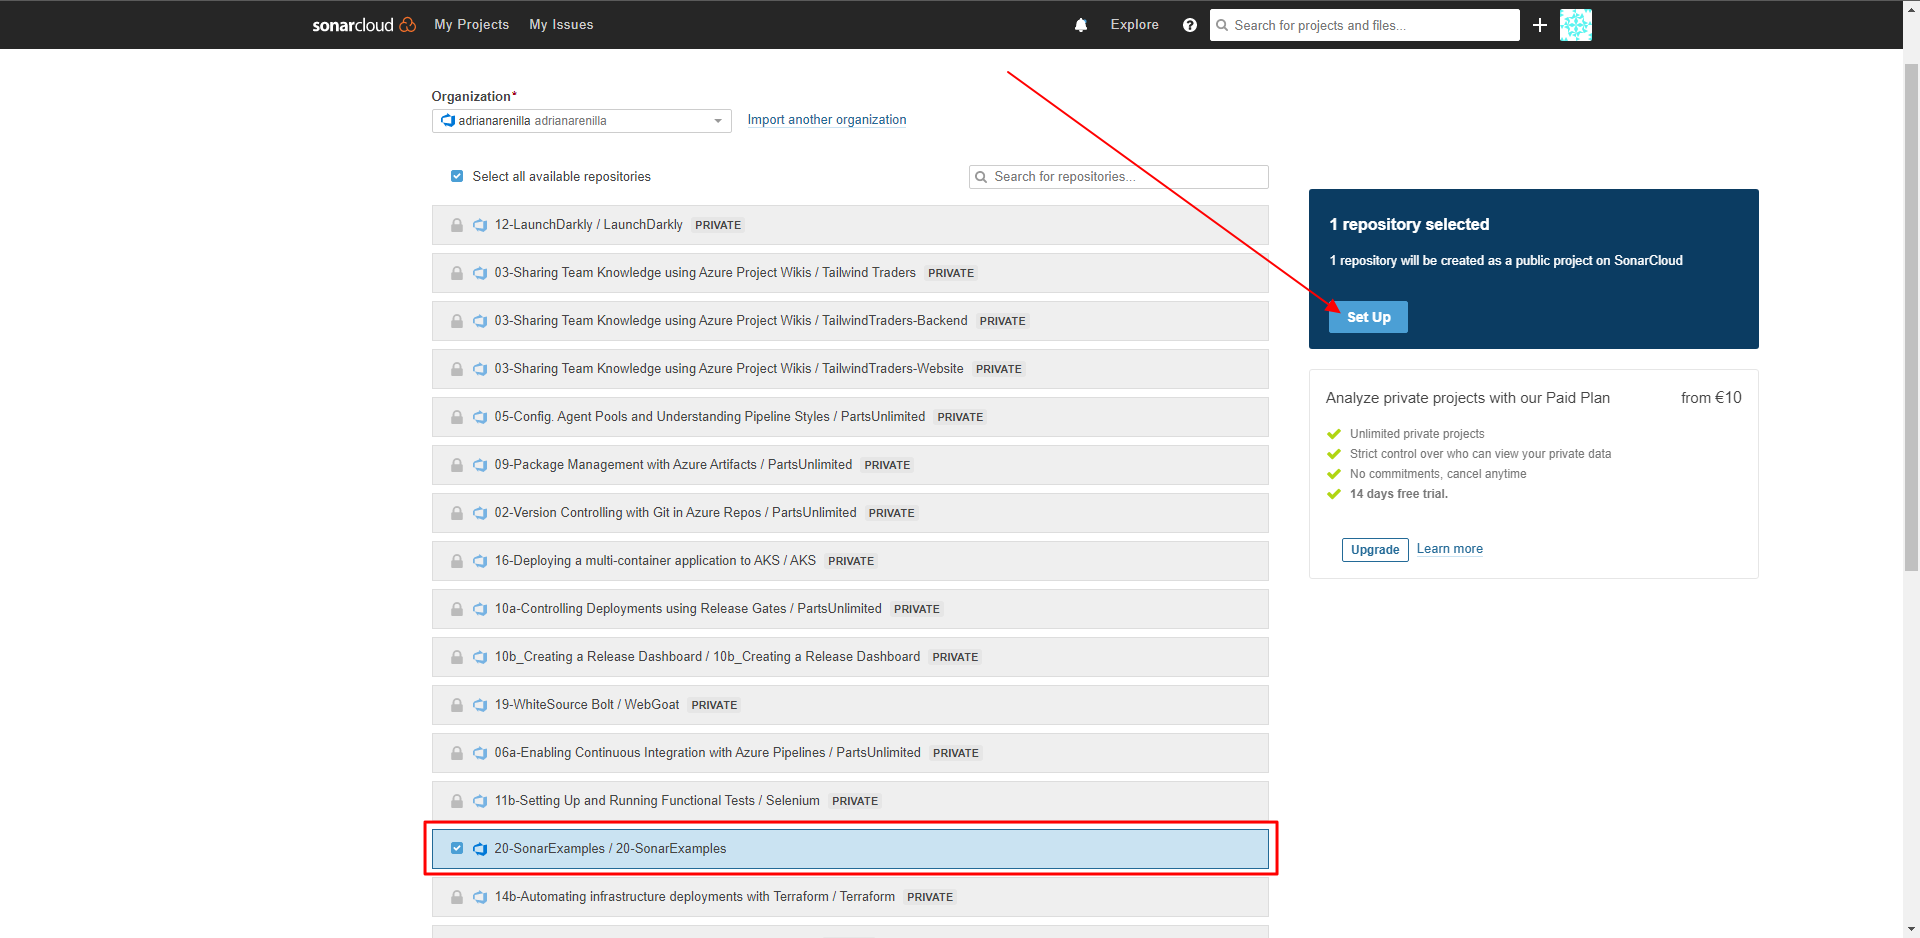 sonarcloud My Projects My Issues Explore Search for projects and files...
Organization*
adrianarenilla adrianarenilla Import another organization
Select all available repositories Search for repositories...
12-LaunchDarkly / LaunchDarkly PRIVATE
03-Sharing Team Knowledge using Azure Project Wikis / Tailwind Traders PRIVATE
03-Sharing Team Knowledge using Azure Project Wikis / TailwindTraders-Backend PRIVATE
03-Sharing Team Knowledge using Azure Project Wikis / TailwindTraders-Website PRIVATE
05-Config. Agent Pools and Understanding Pipeline Styles / PartsUnlimited PRIVATE
09-Package Management with Azure Artifacts / PartsUnlimited PRIVATE
02-Version Controlling with Git in Azure Repos / PartsUnlimited PRIVATE
16-Deploying a multi-container application to AKS / AKS PRIVATE
10a-Controlling Deployments using Release Gates / PartsUnlimited PRIVATE
10b_Creating a Release Dashboard / 10b_Creating a Release Dashboard PRIVATE
19-WhiteSource Bolt / WebGoat PRIVATE
06a-Enabling Continuous Integration with Azure Pipelines / PartsUnlimited PRIVATE
11b-Setting Up and Running Functional Tests / Selenium PRIVATE
20-SonarExamples / 20-SonarExamples
14b-Automating infrastructure deployments with Terraform / Terraform PRIVATE
1 repository selected
1 repository will be created as a public project on SonarCloud
Set Up
Analyze private projects with our Paid Plan from €10
Unlimited private projects
Strict control over who can view your private data
No commitments, cancel anytime
14 days free trial.
Upgrade Learn more